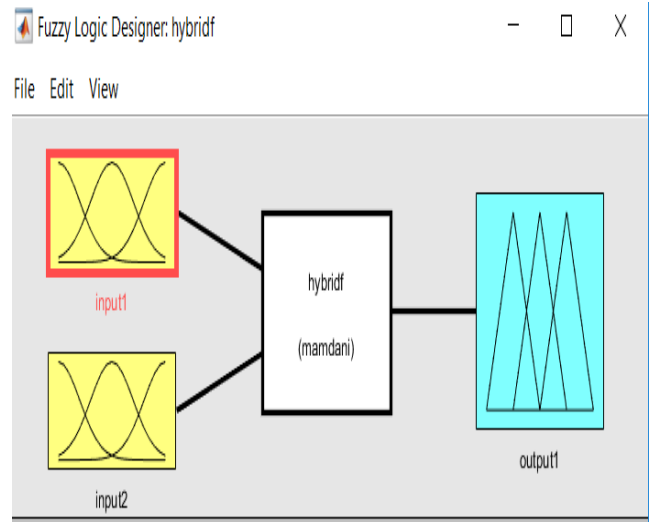 Fuzzy Logic Designer: hybridf
File Edit View
input1
hybridf
(mamdani)
output1
input2